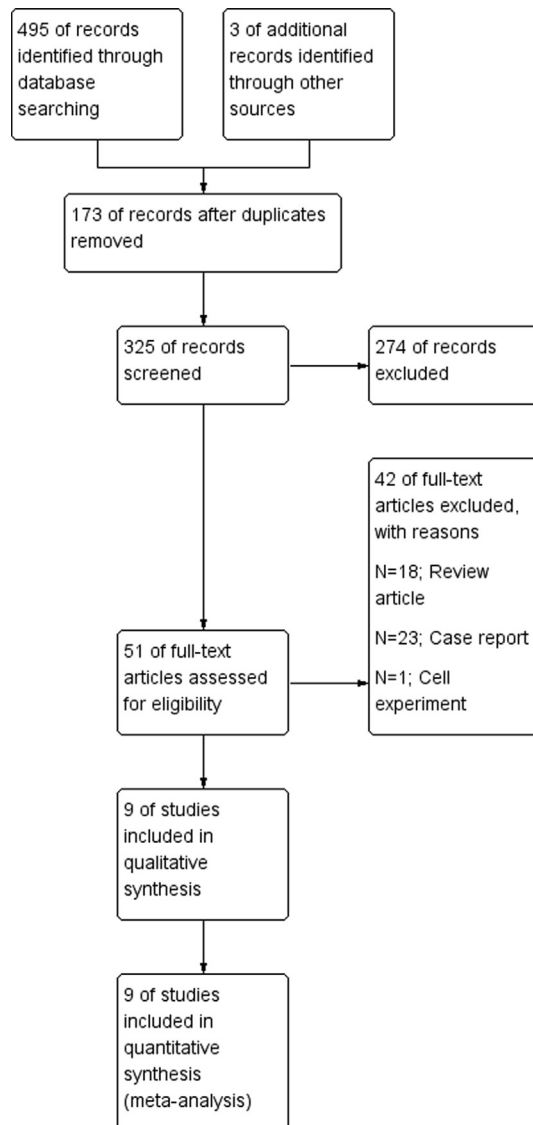 495 of records
identified through
database
searching
3 of additional
records identified
through other
sources
173 of records after duplicates
removed
325 of records
screened
274 of records
excluded
42 of full-text
articles excluded,
with reasons
N=18; Review
article
N=23; Case report
N=1; Cell
experiment
51 of full-text
articles assessed
for eligibility
9 of studies
included in
qualitative
synthesis
9 of studies
included in
quantitative
synthesis
(meta-analysis)